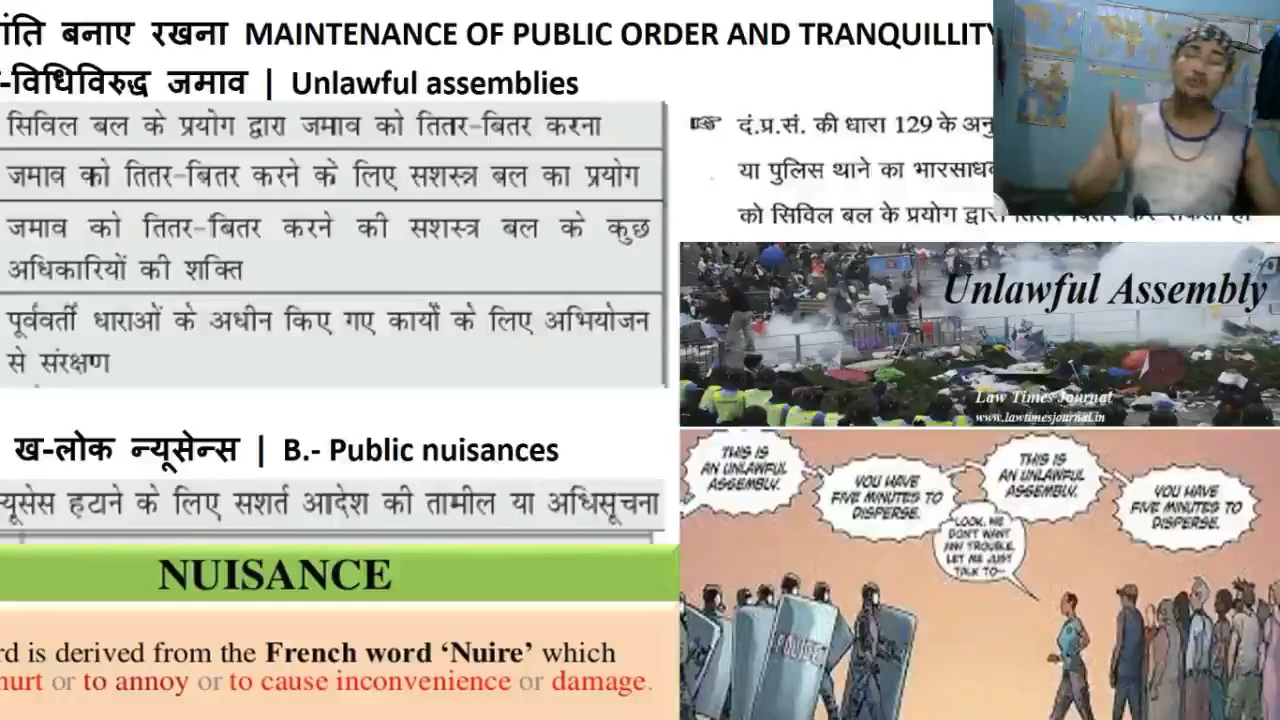 ांति बनाए रखना MAINTENANCE OF PUBLIC ORDER AND TRANQUILLITY
-विधिविरुद्ध जमाव | Unlawful assemblies
सिविल बल के प्रयोग द्वारा जमाव को तितर-बितर करना
जमाव को तितर-बितर करने के लिए सशस्त्र बल का प्रयोग
जमाव को तितर-बितर करने की सशस्त्र बल के कुछ
अधिकारियों की शक्ति
पूर्ववर्ती धाराओं के अधीन किए गए कार्यों के लिए अभियोजन
से संरक्षण
ख-लोक न्यूसेन्स | B.- Public nuisances
न्यूसेंस हटाने के लिए सशर्त आदेश की तामील या अधिसूचना
NUISANCE
rd is derived from the French word ‘Nuire’ which
hurt or to annoy or to cause inconvenience or damage.
☞ दं.प्र.सं. की धारा 129 के अनु
या पुलिस थाने का भारसाधक
को सिविल बल के प्रयोग द्वारा
Unlawful Assembly
Law Times Journal
www.lawtimesjournal.in
THIS IS
AN UNLAWFUL
ASSEMBLY.
YOU HAVE
FIVE MINUTES TO
DISPERSE.
THIS IS
AN UNLAWFUL
ASSEMBLY.
YOU HAVE
FIVE MINUTES TO
DISPERSE.
LOOK, WE
DON'T WANT
ANY TROUBLE.
LET ME JUST
TALK TO--
POLICE